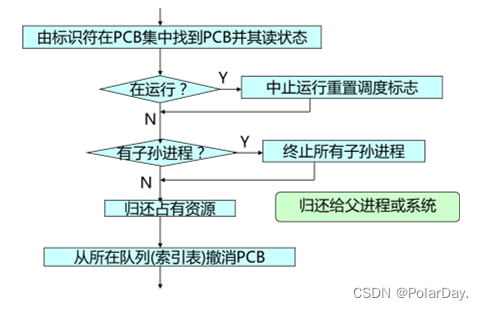 由标识符在PCB集中找到PCB并其读状态
在运行？
Y
中止运行重置调度标志
N
有子孙进程？
Y
终止所有子孙进程
N
归还占有资源
归还给父进程或系统
从所在队列(索引表)撤消PCB
CSDN @PolarDay.